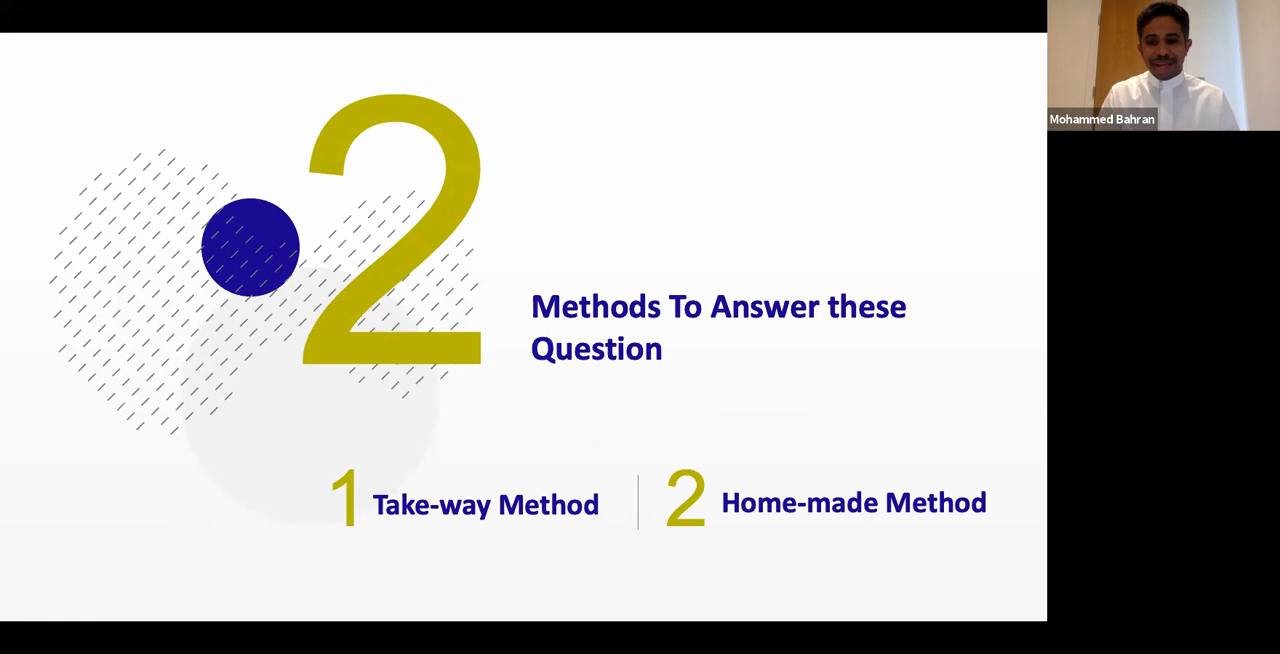 Mohammed Bahran
2
Methods To Answer these
Question
1 Take-way Method
2 Home-made Method